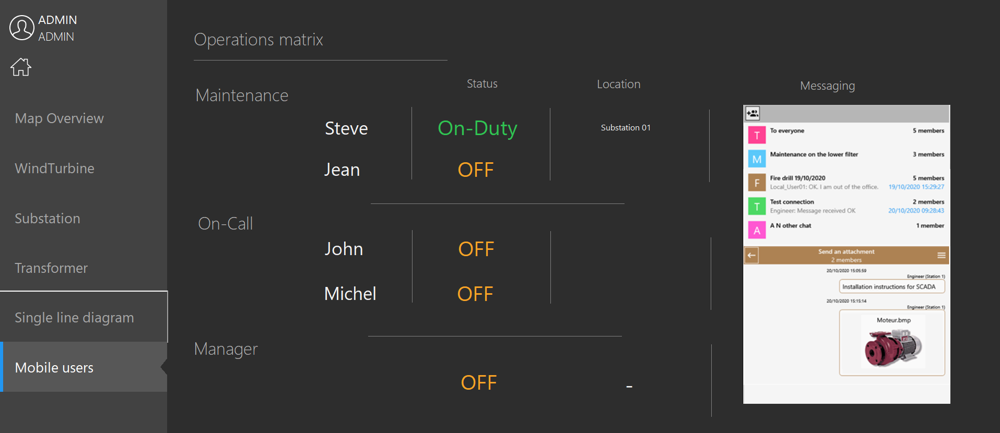 ADMIN
ADMIN
Map Overview
WindTurbine
Substation
Transformer
Single line diagram
Mobile users
Operations matrix
Status
Location
Messaging
Maintenance
Steve
On-Duty
Substation 01
Jean
OFF
On-Call
John
OFF
Michel
OFF
Manager
OFF
-
T
To everyone
5 members
M
Maintenance on the lower filter
3 members
F
Fire drill 19/10/2020
5 members
Local_User01: OK. I am out of the office.
19/10/2020 15:29:27
T
Test connection
2 members
Engineer: Message received OK
20/10/2020 09:28:43
A
A N other chat
1 member
Send an attachment
2 members
20/10/2020 15:05:59
Engineer (Station 1)
Installation instructions for SCADA
20/10/2020 15:15:14
Engineer (Station 1)
Moteur.bmp